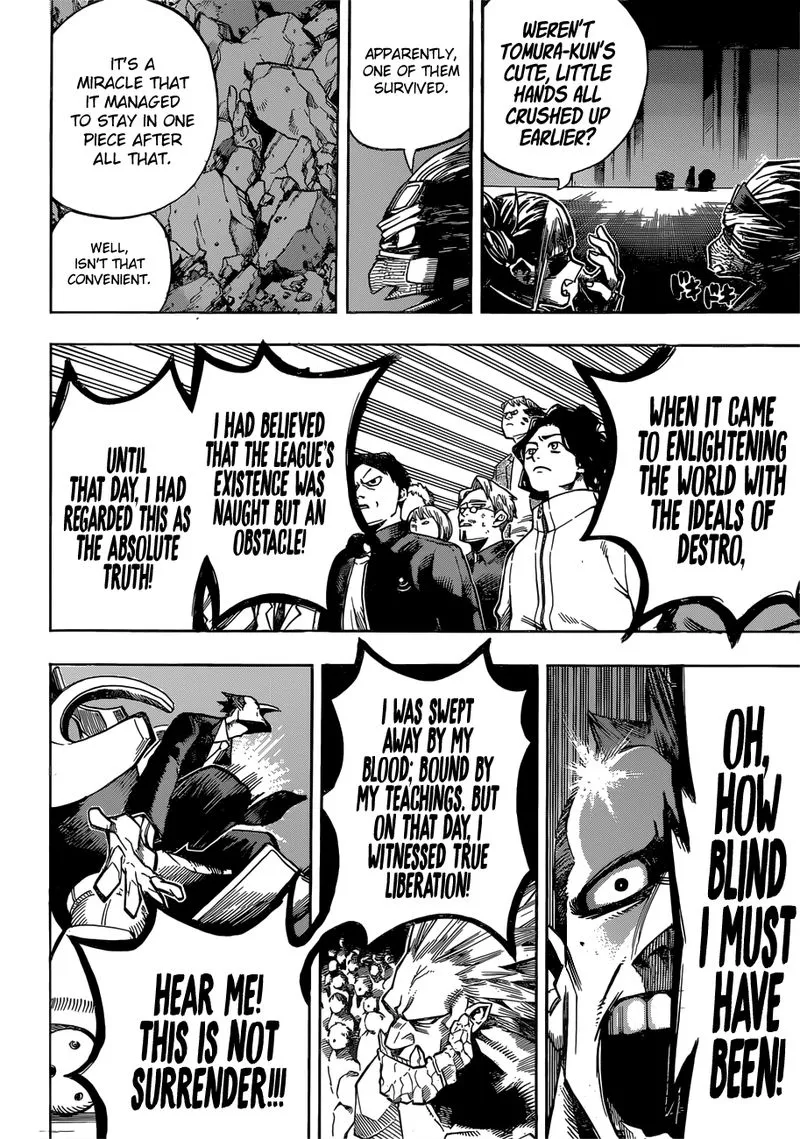 WEREN'T
TOMURA-KUN'S
CUTE, LITTLE
HANDS ALL
CRUSHED UP
EARLIER?
ドキドキ
APPARENTLY,
ONE OF THEM
SURVIVED.
IT'S A
MIRACLE THAT
IT MANAGED
TO STAY IN ONE
PIECE AFTER
ALL THAT.
WELL,
ISN'T THAT
CONVENIENT.
WHEN IT CAME
TO ENLIGHTENING
THE WORLD WITH
THE IDEALS OF
DESTRO,
I HAD BELIEVED
THAT THE LEAGUE'S
EXISTENCE WAS
NAUGHT BUT AN
OBSTACLE!
UNTIL
THAT DAY, I HAD
REGARDED THIS AS
THE ABSOLUTE
TRUTH!
OH,
HOW
BLIND
I MUST
HAVE
BEEN!
I WAS SWEPT
AWAY BY MY
BLOOD; BOUND BY
MY TEACHINGS. BUT
ON THAT DAY, I
WITNESSED TRUE
LIBERATION!
HEAR ME!
THIS IS NOT
SURRENDER!!!